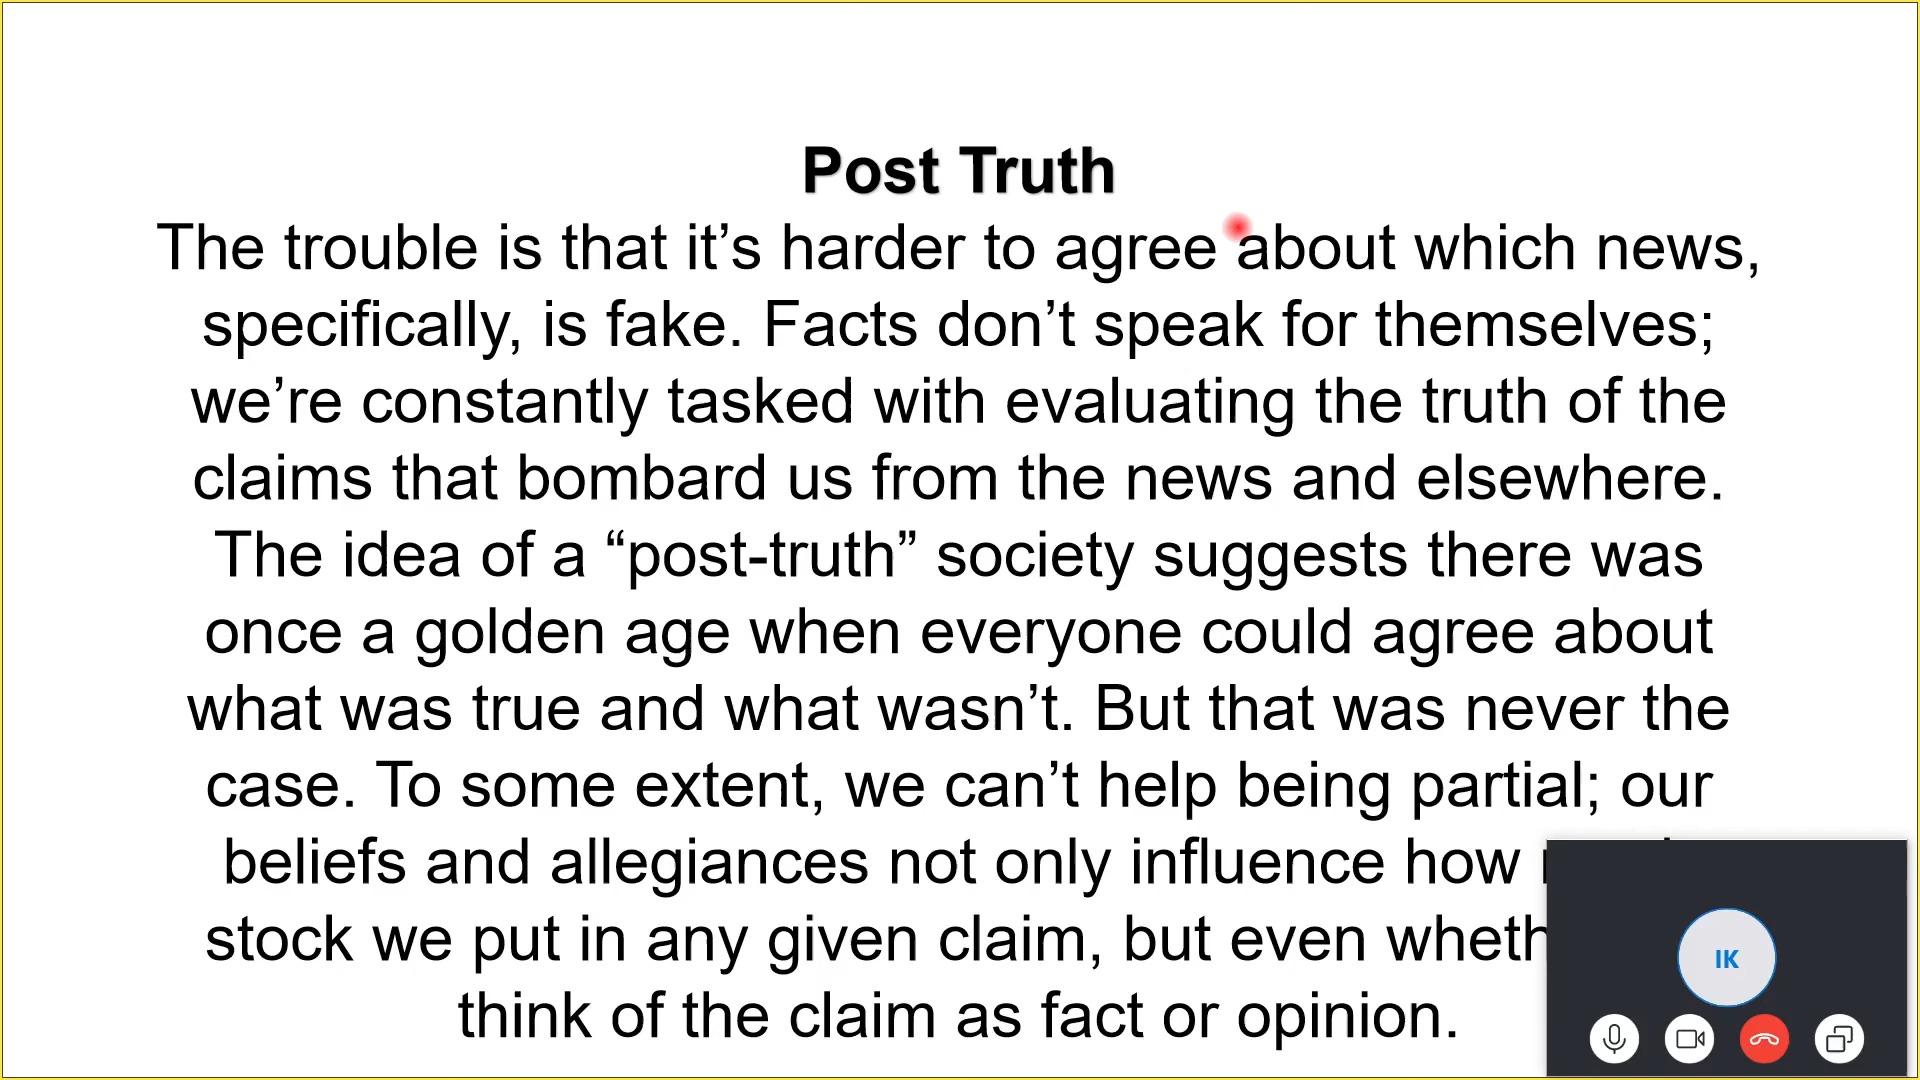 Post Truth
The trouble is that it’s harder to agree about which news,
specifically, is fake. Facts don’t speak for themselves;
we’re constantly tasked with evaluating the truth of the
claims that bombard us from the news and elsewhere.
The idea of a “post-truth” society suggests there was
once a golden age when everyone could agree about
what was true and what wasn’t. But that was never the
case. To some extent, we can’t help being partial; our
beliefs and allegiances not only influence how
stock we put in any given claim, but even
think of the claim as fact or opinion.
IK